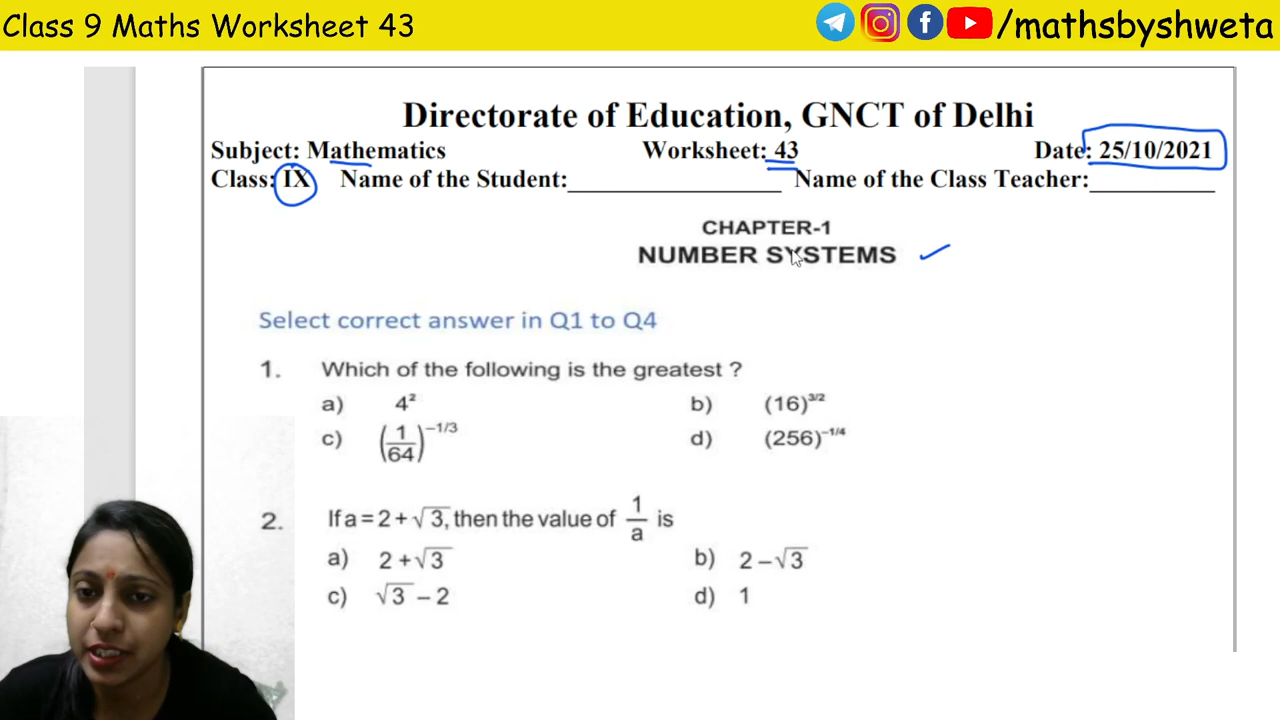 Class 9 Maths Worksheet 43
/mathsbyshweta
Directorate of Education, GNCT of Delhi
Subject: Mathematics Worksheet: 43 Date: 25/10/2021
Class: IX Name of the Student:____________ Name of the Class Teacher:____________
CHAPTER-1
NUMBER SYSTEMS
Select correct answer in Q1 to Q4
1. Which of the following is the greatest ?
a) 4² b) (16)^3/2
c) (1/64)^−1/3 d) (256)^−1/4
2. If a = 2 + √3, then the value of 1/a is
a) 2 + √3 b) 2 – √3
c) √3 – 2 d) 1